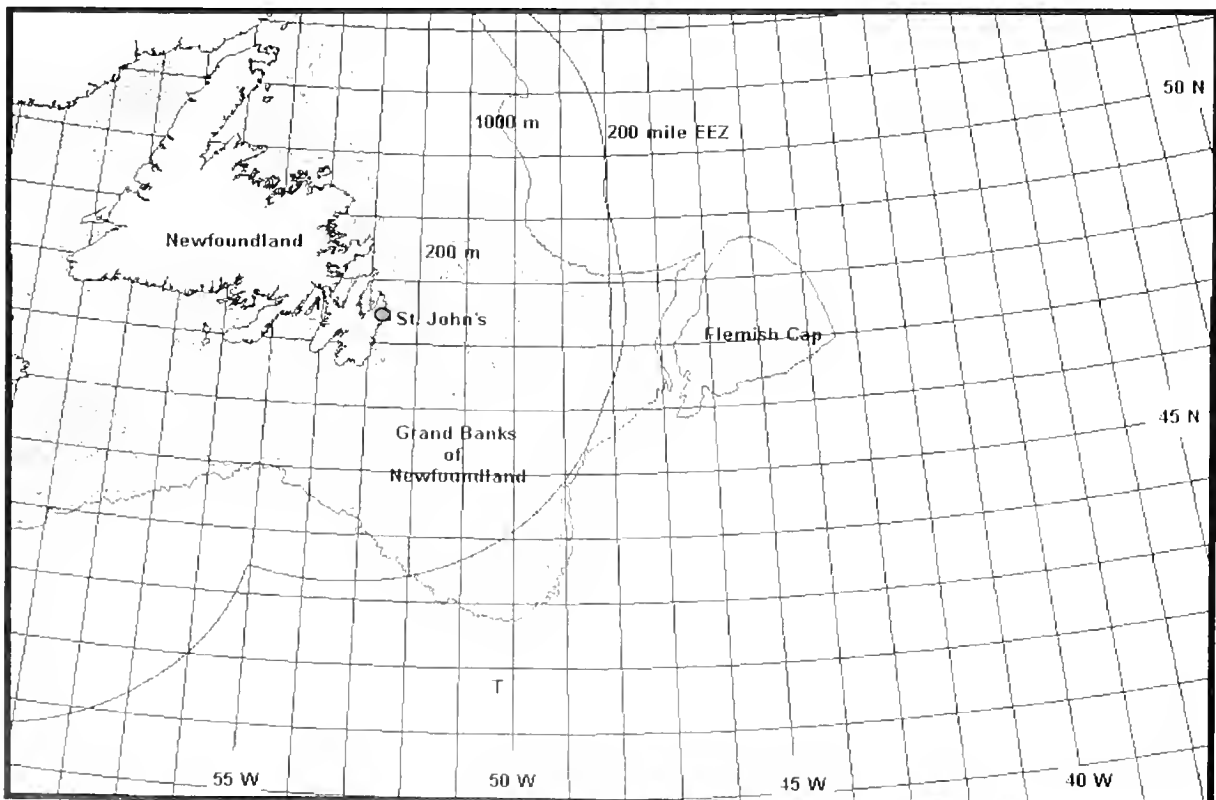 50 N
1000 m
200 mile EEZ
Newfoundland
200 m
St. John's
Flemish Cap
45 N
Grand Banks
of
Newfoundland
T
55 W
50 W
45 W
40 W